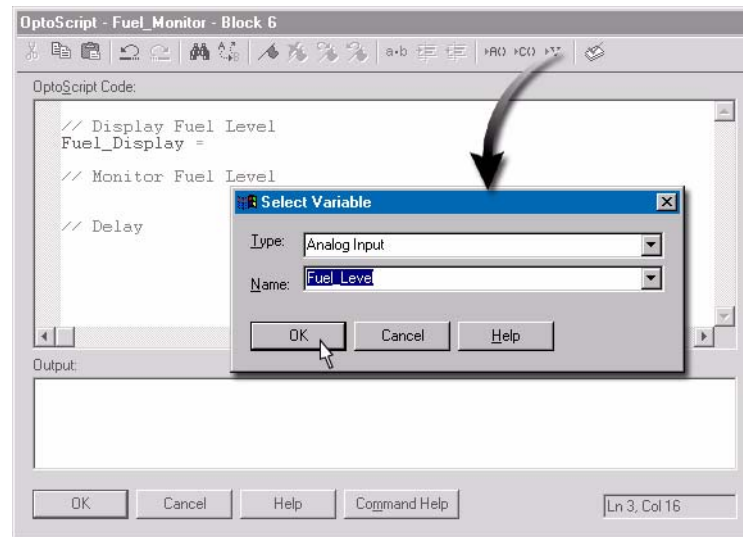 OptoScript - Fuel_Monitor - Block 6
a•b
OptoScript Code:
// Display Fuel Level
Fuel_Display =
// Monitor Fuel Level
// Delay
Select Variable
Type: Analog Input
Name: Fuel_Level
OK Cancel Help
Output:
OK Cancel Help Command Help Ln 3, Col 16